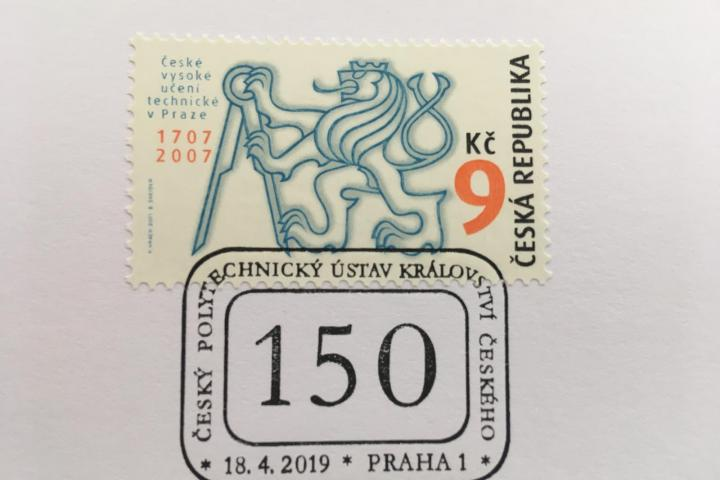 České
vysoké
učení
technické
v Praze
1707
2007
Kč
9
ČESKÁ REPUBLIKA
ČESKÝ POLYTECHNICKÝ ÚSTAV KRÁLOVSTVÍ ČESKÉHO
150
* 18. 4. 2019 * PRAHA 1 *